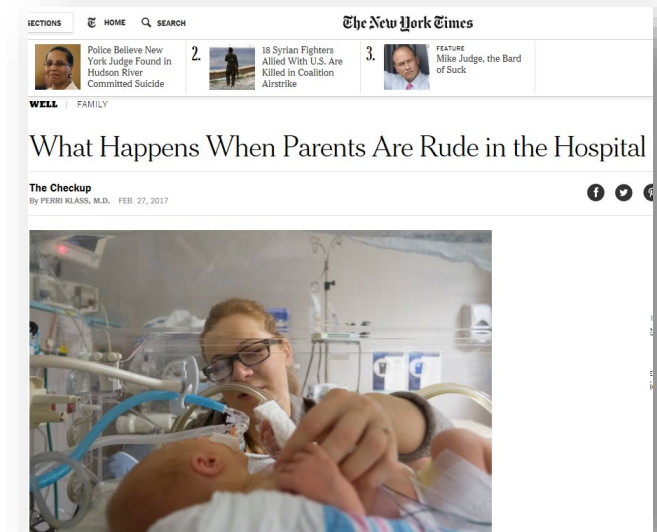 SECTIONS
HOME
SEARCH
The New York Times
Police Believe New
York Judge Found in
Hudson River
Committed Suicide
2.
18 Syrian Fighters
Allied With U.S. Are
Killed in Coalition
Airstrike
3.
FEATURE
Mike Judge, the Bard
of Suck
WELL | FAMILY
What Happens When Parents Are Rude in the Hospital
The Checkup
By PERRI KLASS, M.D. FEB. 27, 2017